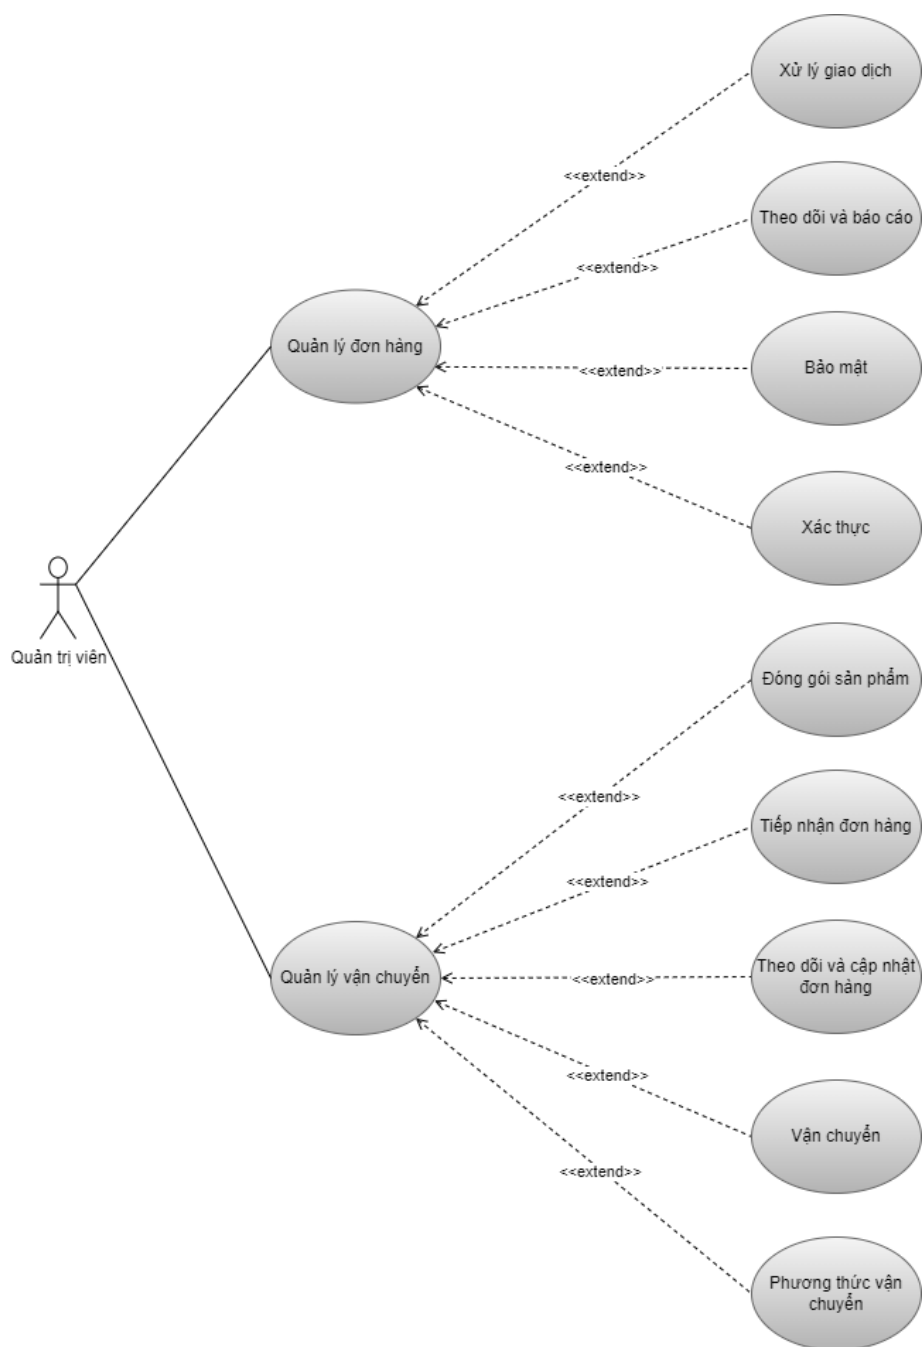 Xử lý giao dịch
<<extend>>
Theo dõi và báo cáo
<<extend>>
Quản lý đơn hàng
Bảo mật
<<extend>>
<<extend>>
Xác thực
Quản trị viên
Đóng gói sản phẩm
<<extend>>
Tiếp nhận đơn hàng
<<extend>>
Quản lý vận chuyển
Theo dõi và cập nhật
đơn hàng
<<extend>>
<<extend>>
Vận chuyển
<<extend>>
Phương thức vận
chuyển